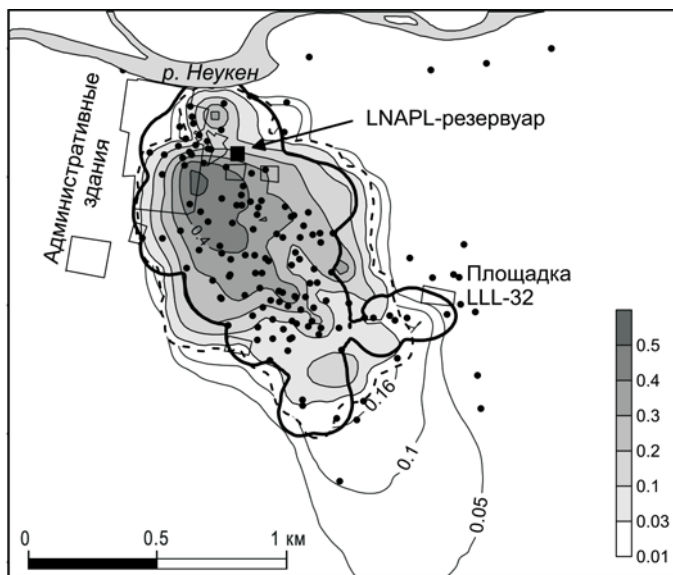 р. Неукен
LNAPL-резервуар
Административные
здания
0.4
Площадка
LLL-32
0.16
0.1
0.05
0.5
0.4
0.3
0.2
0.1
0.03
0.01
0 0.5 1 км